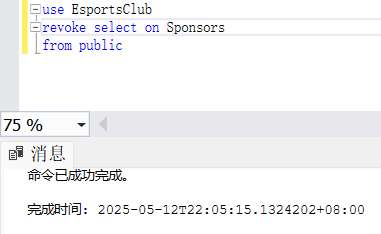 use EsportsClub
revoke select on Sponsors
from public
75 %
消息
命令已成功完成。
完成时间: 2025-05-12T22:05:15.1324202+08:00